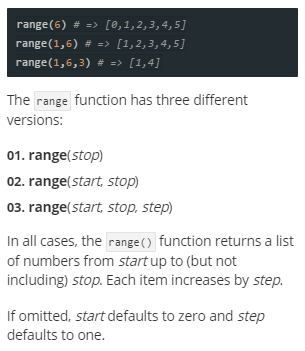 range(6) # => [0,1,2,3,4,5]
range(1,6) # => [1,2,3,4,5]
range(1,6,3) # => [1,4]
The range function has three different
versions:
01. range(stop)
02. range(start, stop)
03. range(start, stop, step)
In all cases, the range() function returns a list
of numbers from start up to (but not
including) stop. Each item increases by step.
If omitted, start defaults to zero and step
defaults to one.